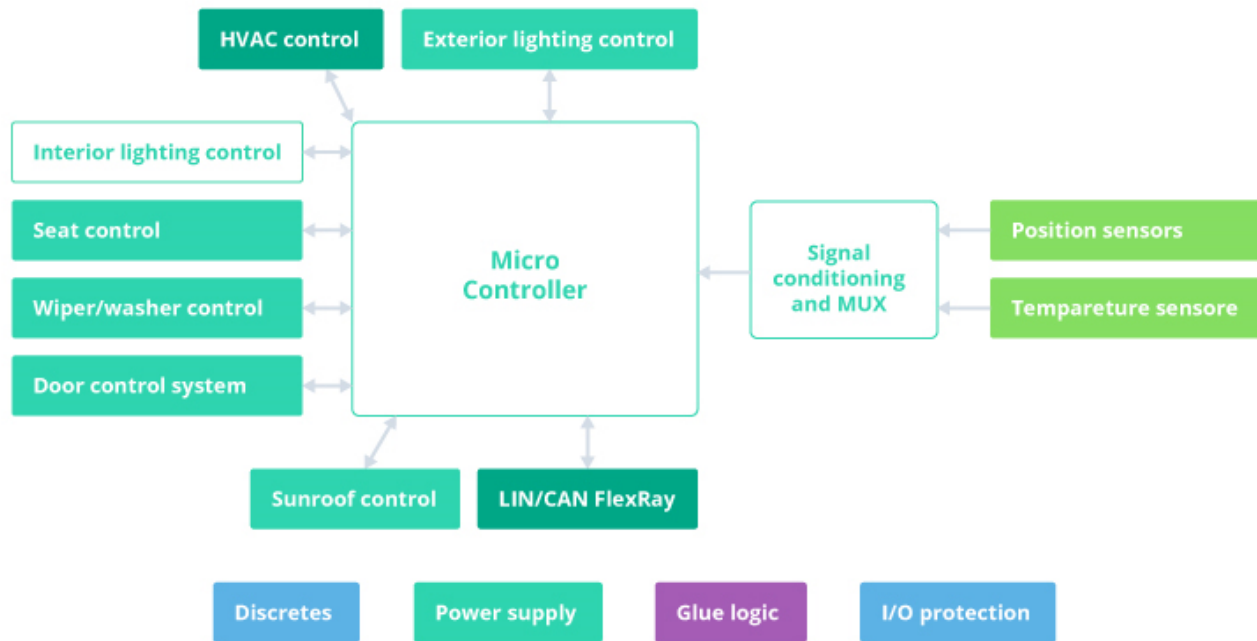 HVAC control
Exterior lighting control
Interior lighting control
Seat control
Wiper/washer control
Door control system
Micro
Controller
Signal
conditioning
and MUX
Position sensors
Tempareture sensore
Sunroof control
LIN/CAN FlexRay
Discretes
Power supply
Glue logic
I/O protection